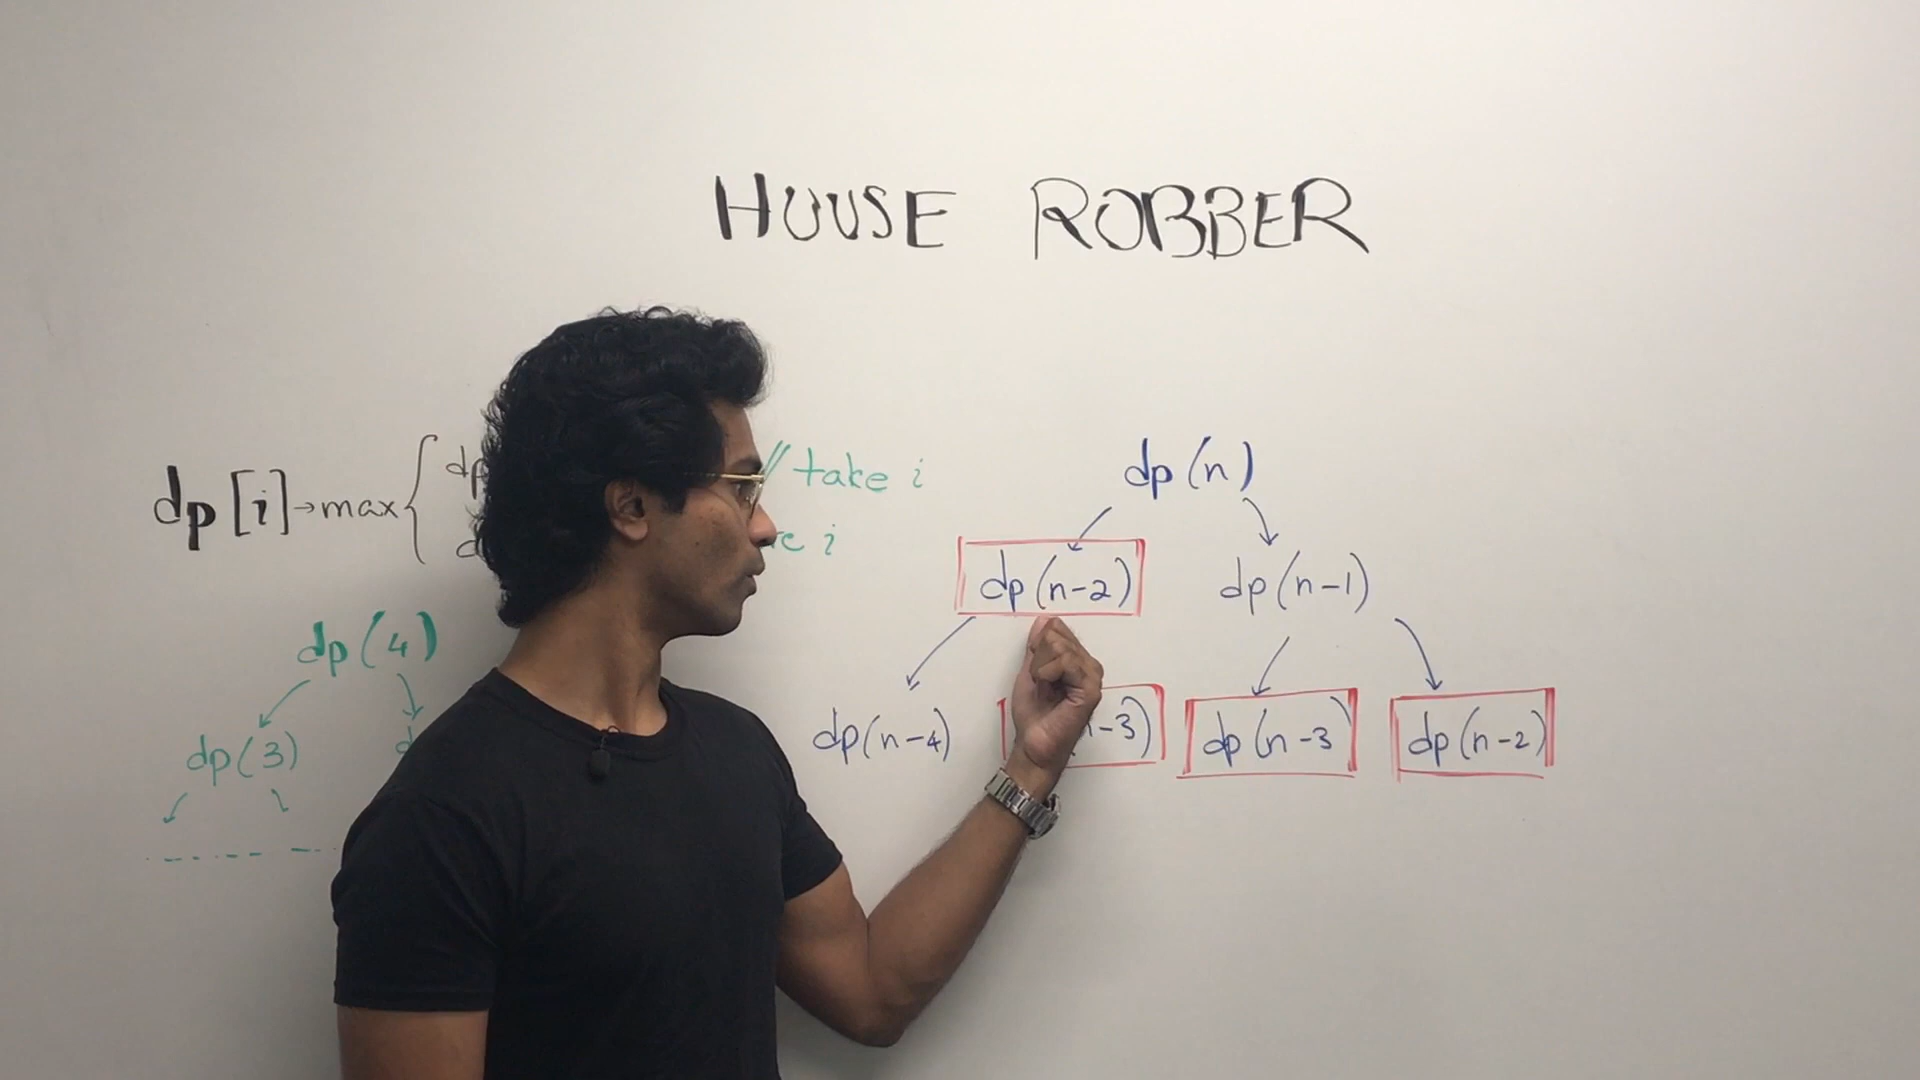 HOUSE ROBBER
dp[i]→max{
// take i
i
dp(4)
dp(3)
dp(n)
dp(n-2) dp(n-1)
dp(n-4) n-3) dp(n-3) dp(n-2)